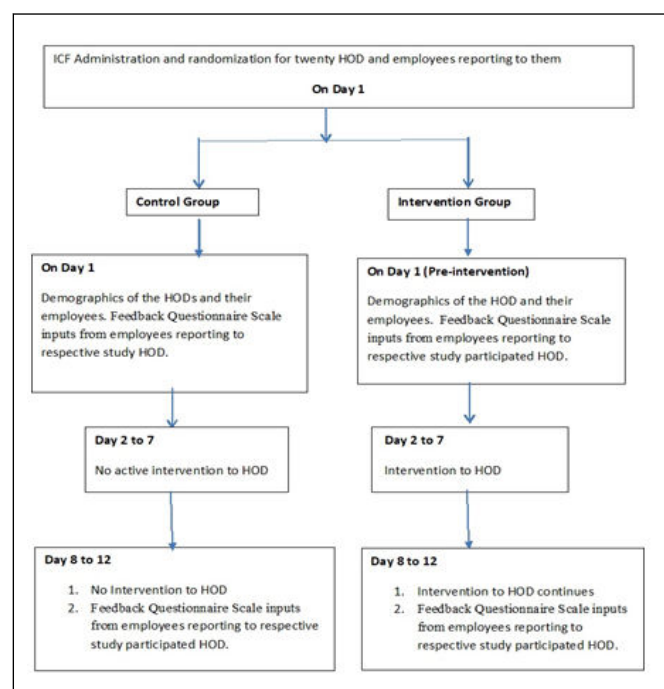 ICF Administration and randomization for twenty HOD and employees reporting to them
On Day 1
Control Group
Intervention Group
On Day 1
Demographics of the HODs and their
employees. Feedback Questionnaire Scale
inputs from employees reporting to
respective study HOD.
On Day 1 (Pre-intervention)
Demographics of the HOD and their
employees. Feedback Questionnaire Scale
inputs from employees reporting to
respective study participated HOD.
Day 2 to 7
No active intervention to HOD
Day 2 to 7
Intervention to HOD
Day 8 to 12
1. No Intervention to HOD
2. Feedback Questionnaire Scale inputs
from employees reporting to respective
study participated HOD.
Day 8 to 12
1. Intervention to HOD continues
2. Feedback Questionnaire Scale inputs
from employees reporting to
respective study participated HOD.